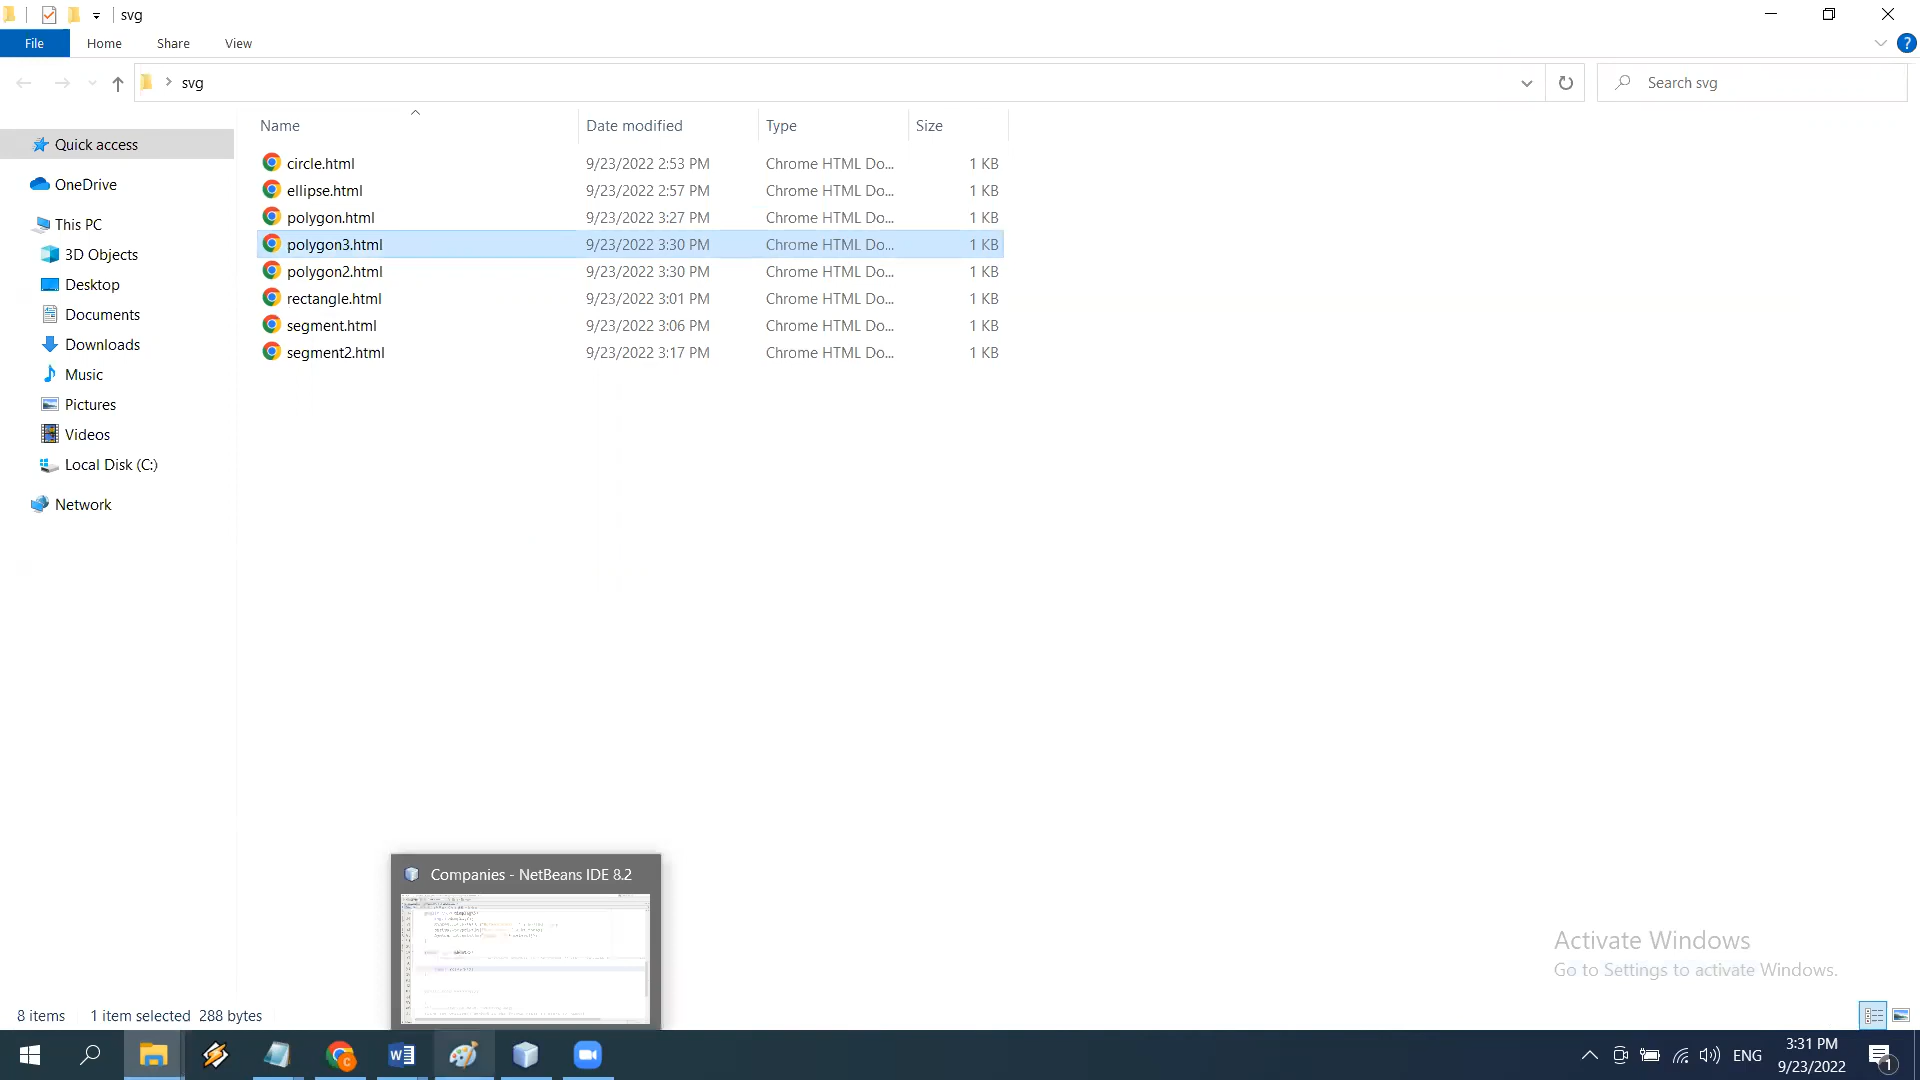 svg
File Home Share View
svg
Search svg
Name Date modified Type Size
Quick access
OneDrive
This PC
3D Objects
Desktop
Documents
Downloads
Music
Pictures
Videos
Local Disk (C:)
Network
circle.html 9/23/2022 2:53 PM Chrome HTML Do... 1 KB
ellipse.html 9/23/2022 2:57 PM Chrome HTML Do... 1 KB
polygon.html 9/23/2022 3:27 PM Chrome HTML Do... 1 KB
polygon3.html 9/23/2022 3:30 PM Chrome HTML Do... 1 KB
polygon2.html 9/23/2022 3:30 PM Chrome HTML Do... 1 KB
rectangle.html 9/23/2022 3:01 PM Chrome HTML Do... 1 KB
segment.html 9/23/2022 3:06 PM Chrome HTML Do... 1 KB
segment2.html 9/23/2022 3:17 PM Chrome HTML Do... 1 KB
Companies - NetBeans IDE 8.2
Activate Windows
Go to Settings to activate Windows.
8 items 1 item selected 288 bytes
ENG
3:31 PM
9/23/2022
1